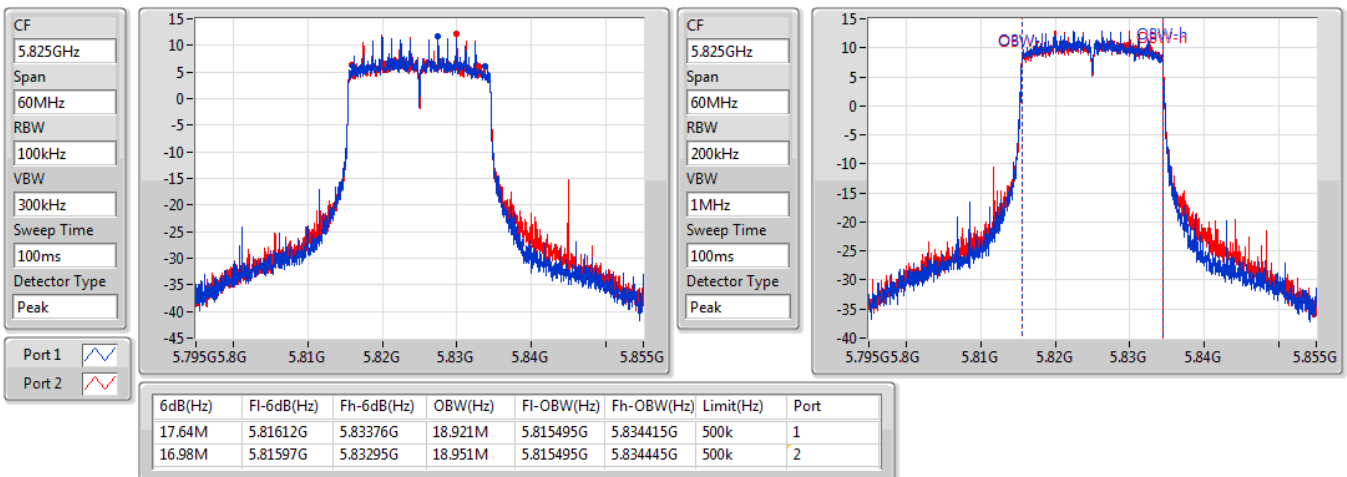 CF
5.825GHz
Span
60MHz
RBW
100kHz
VBW
300kHz
Sweep Time
100ms
Detector Type
Peak
Port 1
Port 2
15
10
5
0
-5
-10
-15
-20
-25
-30
-35
-40
-45
5.795G 5.8G 5.81G 5.82G 5.83G 5.84G 5.855G
CF
5.825GHz
Span
60MHz
RBW
200kHz
VBW
1MHz
Sweep Time
100ms
Detector Type
Peak
OBW-h
15
10
5
0
-5
-10
-15
-20
-25
-30
-35
-40
5.795G 5.8G 5.81G 5.82G 5.83G 5.84G 5.855G
6dB(Hz) Fl-6dB(Hz) Fh-6dB(Hz) OBW(Hz) Fl-OBW(Hz) Fh-OBW(Hz) Limit(Hz) Port
17.64M 5.81612G 5.83376G 18.921M 5.815495G 5.834415G 500k 1
16.98M 5.81597G 5.83295G 18.951M 5.815495G 5.834445G 500k 2